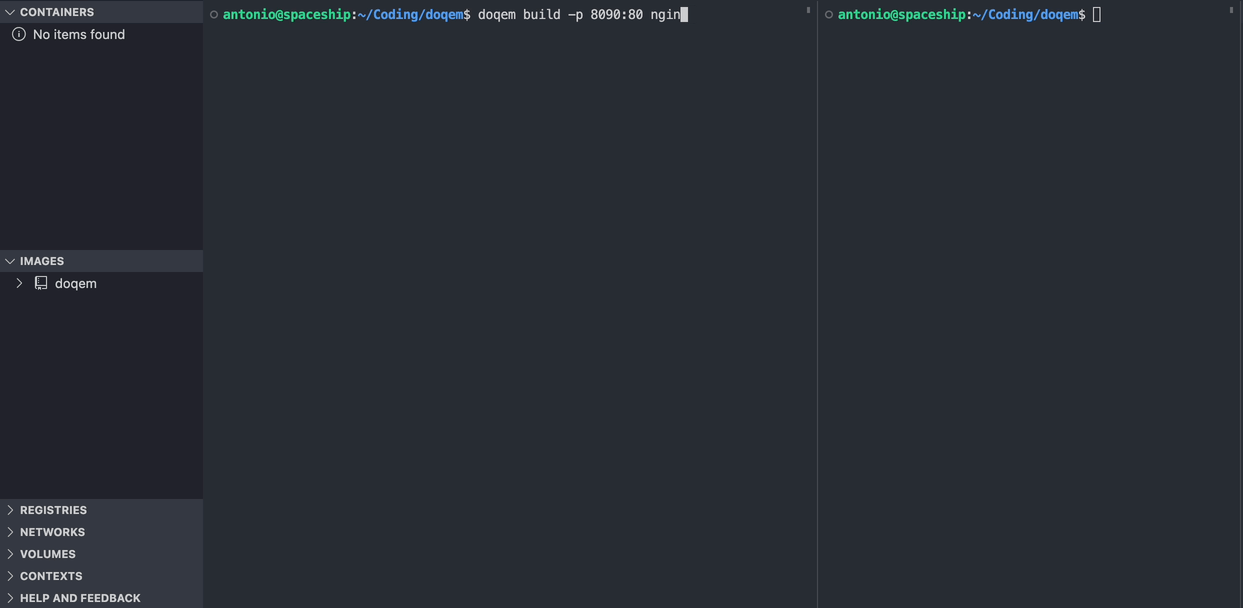 CONTAINERS
No items found
IMAGES
doqem
REGISTRIES
NETWORKS
VOLUMES
CONTEXTS
HELP AND FEEDBACK
antonio@spaceship:~/Coding/doqem$ doqem build -p 8090:80 ngin
antonio@spaceship:~/Coding/doqem$